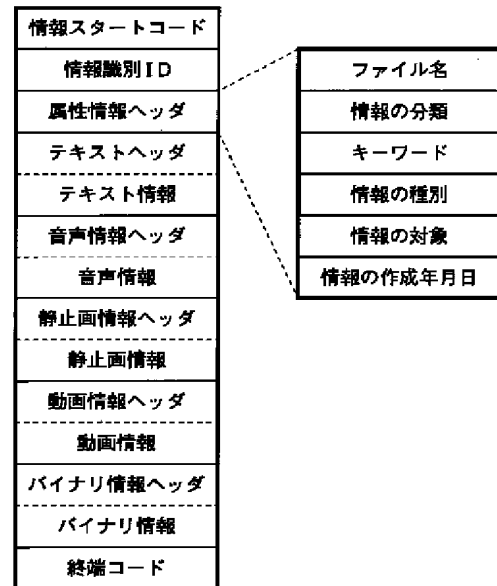 情報スタートコード
情報識別ID
属性情報ヘッダ
テキストヘッダ
テキスト情報
音声情報ヘッダ
音声情報
静止画情報ヘッダ
静止画情報
動画情報ヘッダ
動画情報
バイナリ情報ヘッダ
バイナリ情報
終端コード
ファイル名
情報の分類
キーワード
情報の種別
情報の対象
情報の作成年月日